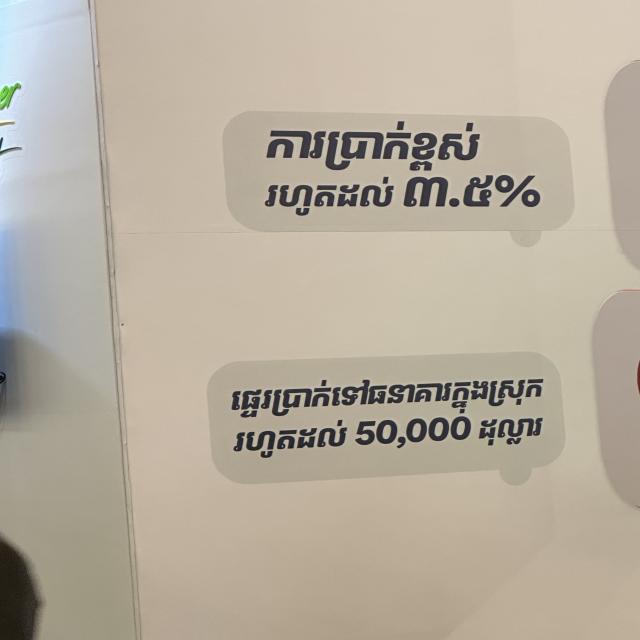 ការប្រាក់ខ្ពស់
រហូតដល់ ៣.៥%
ផ្ទេរប្រាក់ទៅធនាគារក្នុងស្រុក
រហូតដល់ 50,000 ដុល្លារ